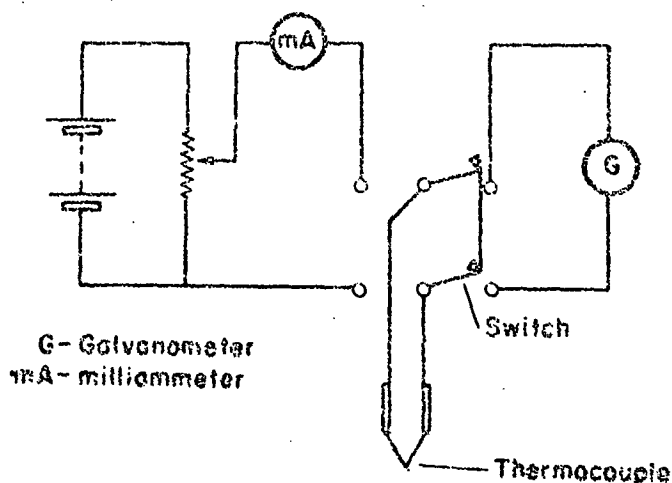 mA
G
Switch
G- Galvanometer
mA- milliammeter
Thermocouple